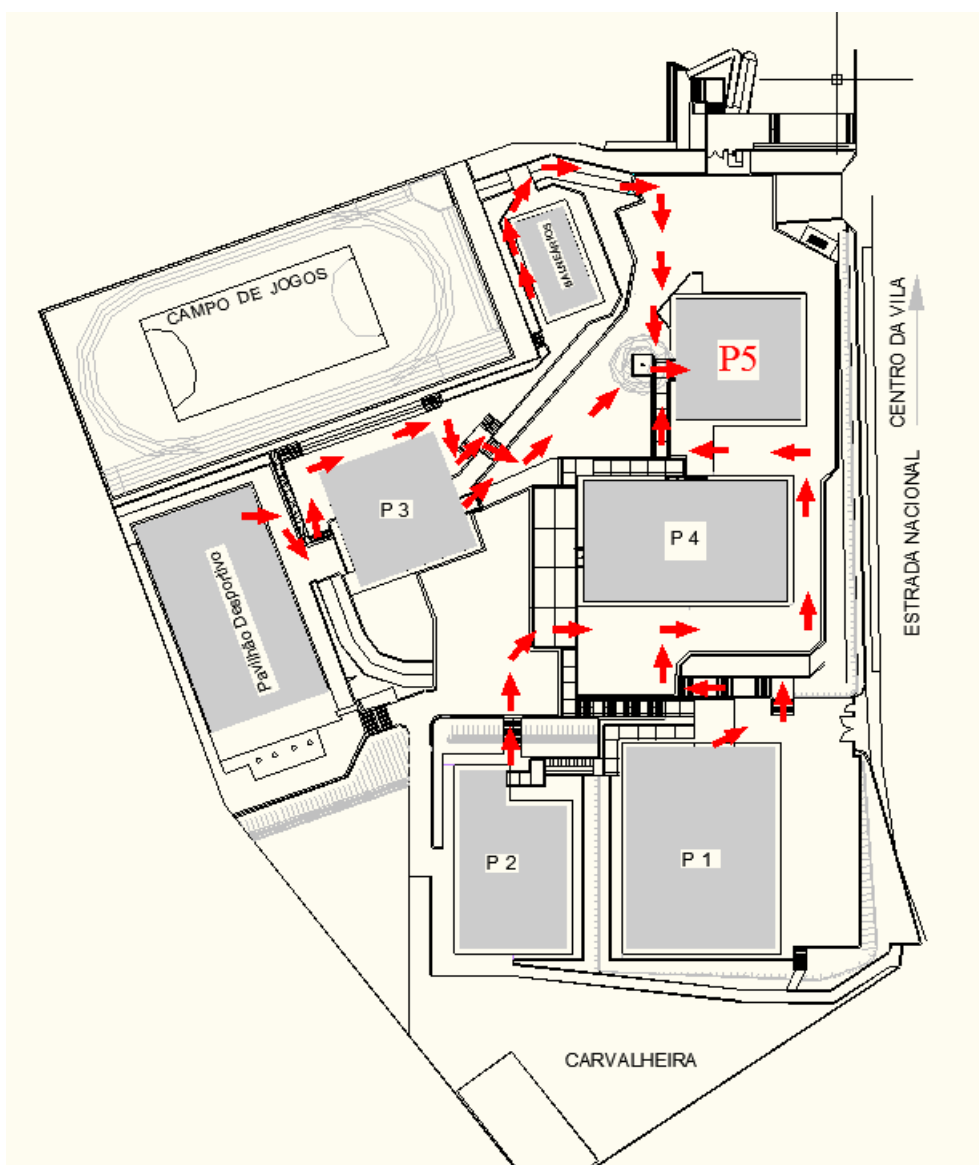 BALNEÁRIOS
CAMPO DE JOGOS
CENTRO DA VILA
P5
P 3
P 4
ESTRADA NACIONAL
Pavilhão Desportivo
P 2
P 1
CARVALHEIRA